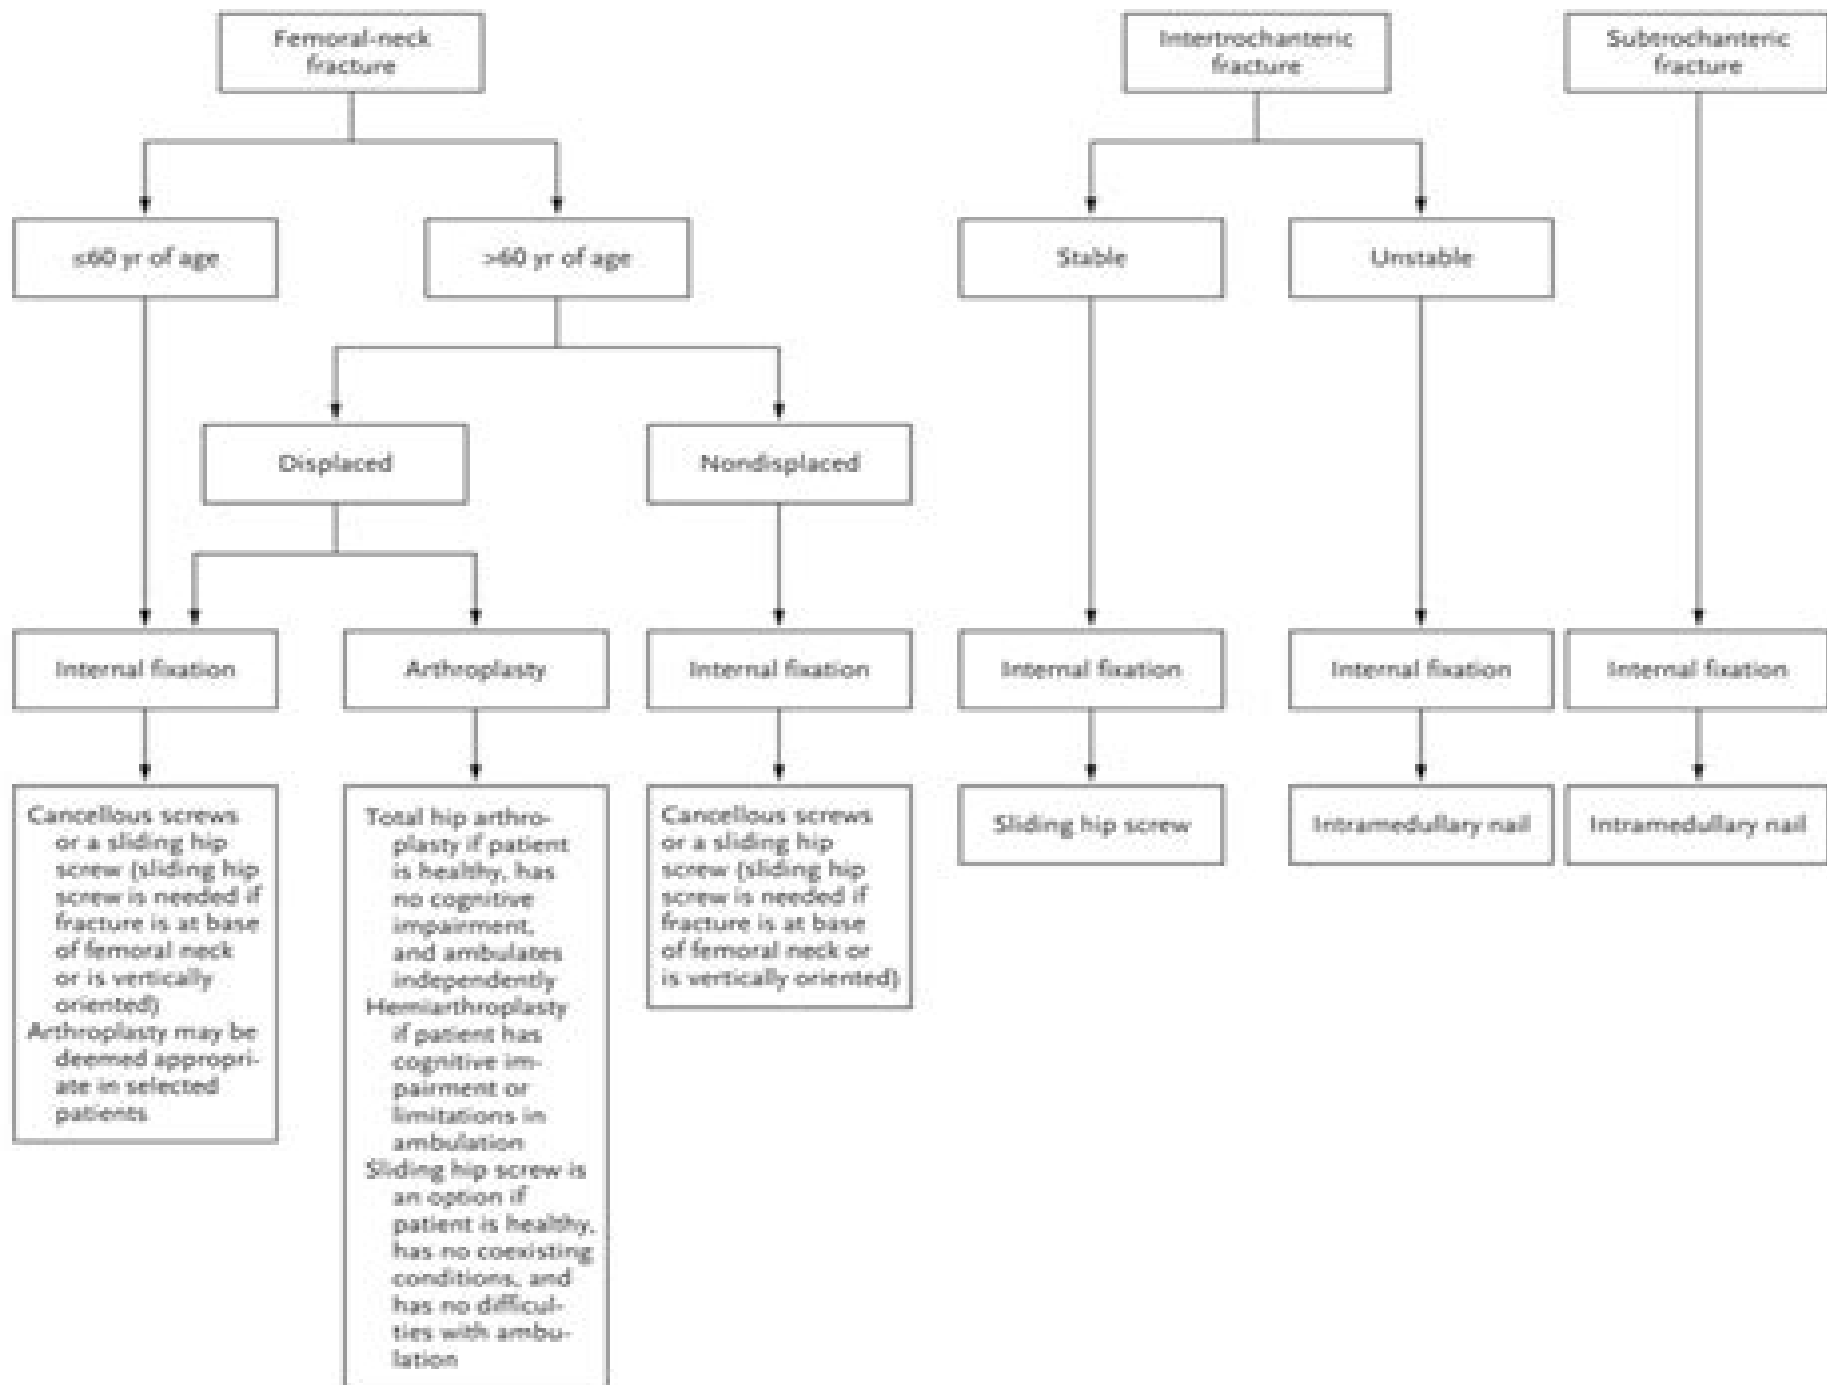 Femoral-neck
fracture
Intertrochanteric
fracture
Subtrochanteric
fracture
≤60 yr of age
>60 yr of age
Stable
Unstable
Displaced
Nondisplaced
Internal fixation
Arthroplasty
Internal fixation
Internal fixation
Internal fixation
Internal fixation
Cancellous screws
or a sliding hip
screw (sliding hip
screw is needed if
fracture is at base
of femoral neck
or is vertically
oriented)
Arthroplasty may be
deemed appropri-
ate in selected
patients
Total hip arthro-
plasty if patient
is healthy, has
no cognitive
impairment,
and ambulates
independently
Hemiarthroplasty
if patient has
cognitive im-
pairment or
limitations in
ambulation
Sliding hip screw is
an option if
patient is healthy,
has no coexisting
conditions, and
has no difficul-
ties with ambu-
lation
Cancellous screws
or a sliding hip
screw (sliding hip
screw is needed if
fracture is at base
of femoral neck or
is vertically oriented)
Sliding hip screw
Intramedullary nail
Intramedullary nail